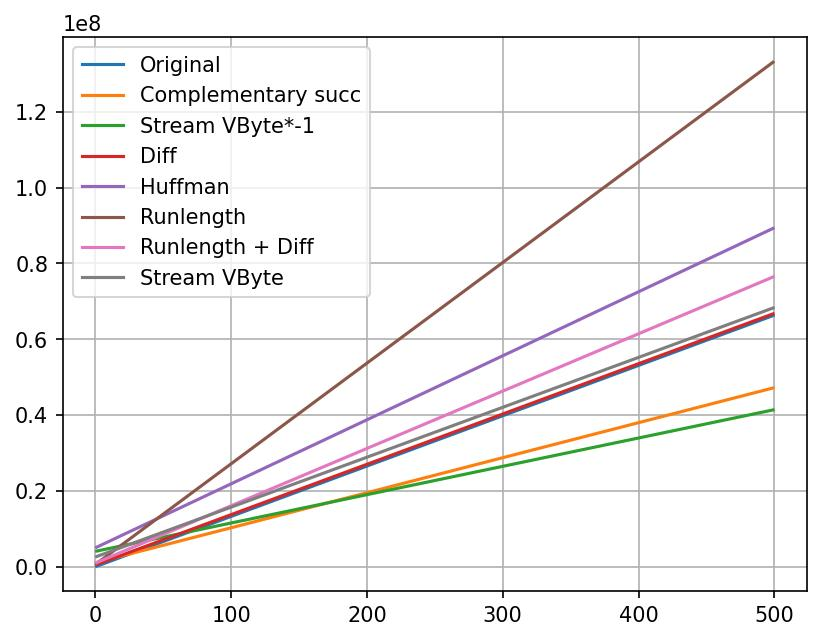 1e8
Original
Complementary succ
Stream VByte*-1
Diff
Huffman
Runlength
Runlength + Diff
Stream VByte
1.2
1.0
0.8
0.6
0.4
0.2
0.0
0 100 200 300 400 500